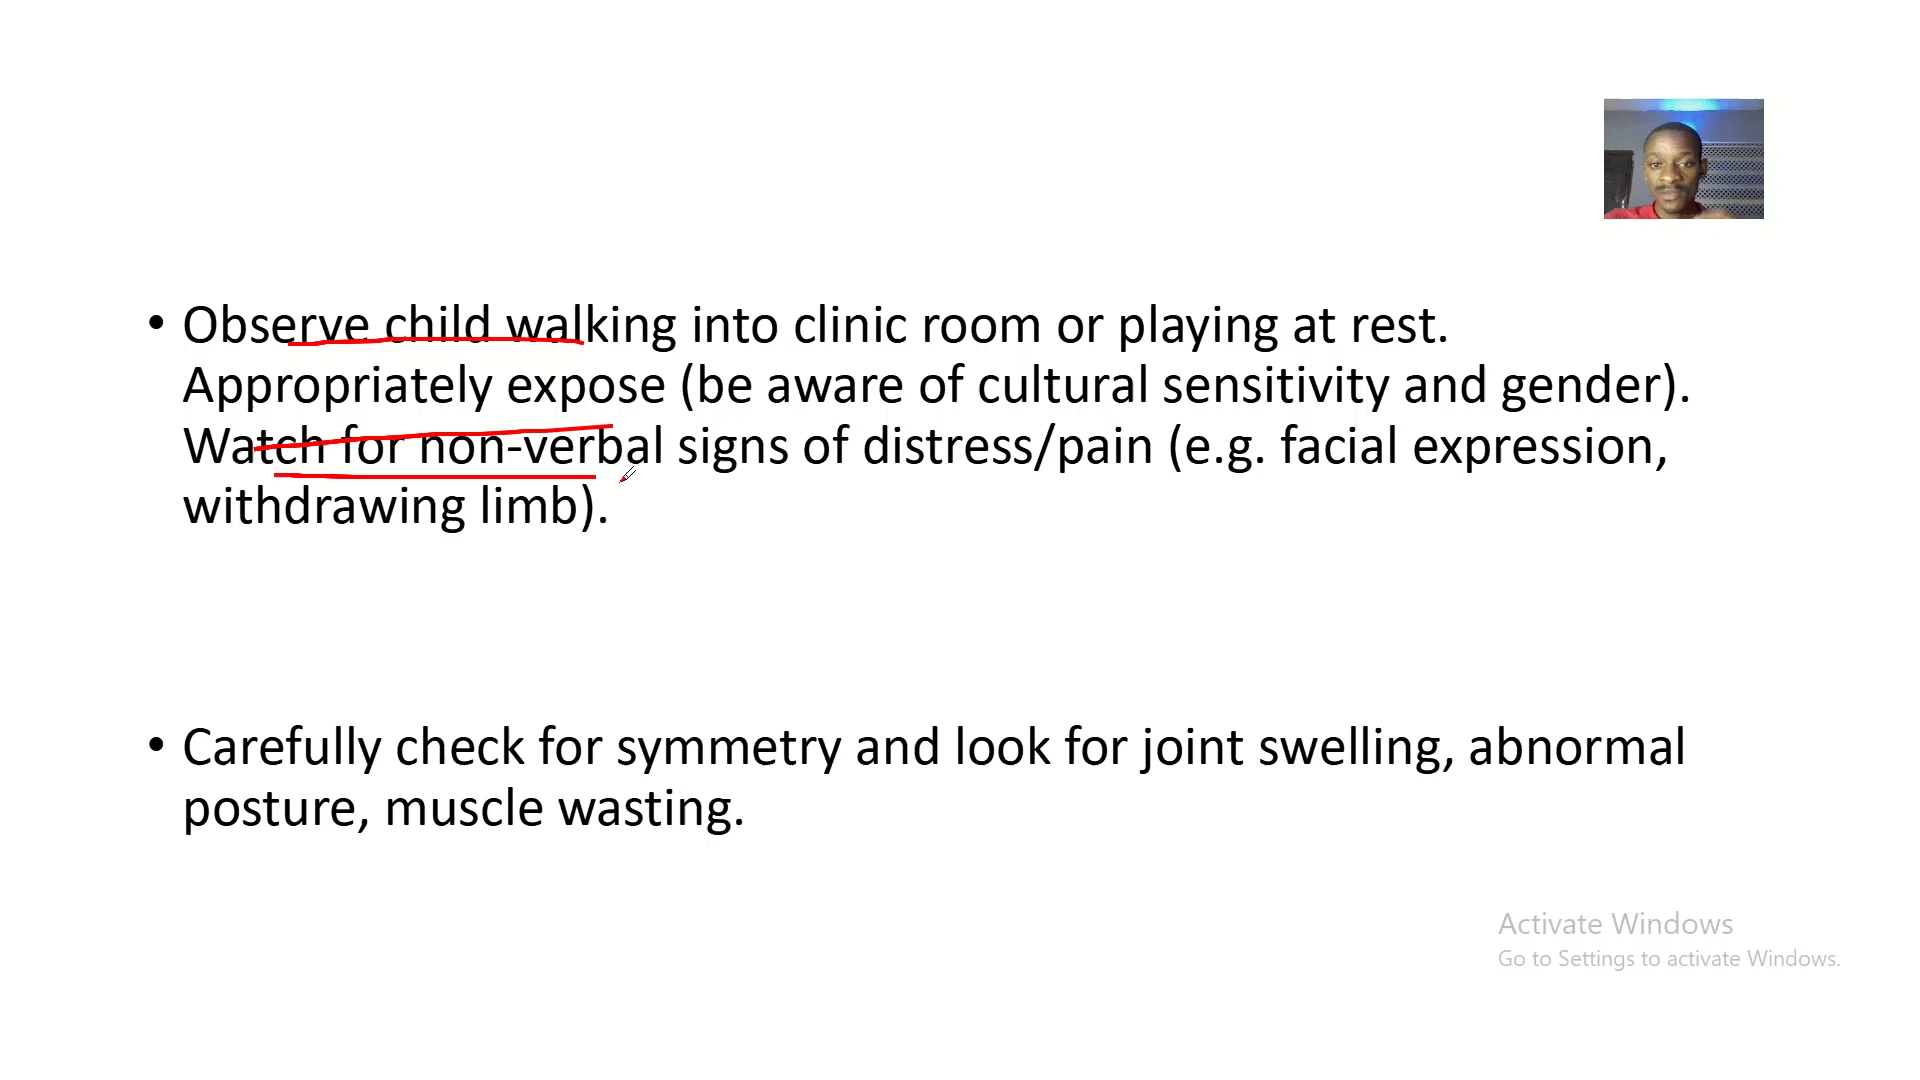 • Observe child walking into clinic room or playing at rest.
Appropriately expose (be aware of cultural sensitivity and gender).
Watch for non-verbal signs of distress/pain (e.g. facial expression,
withdrawing limb).
• Carefully check for symmetry and look for joint swelling, abnormal
posture, muscle wasting.
Activate Windows
Go to Settings to activate Windows.